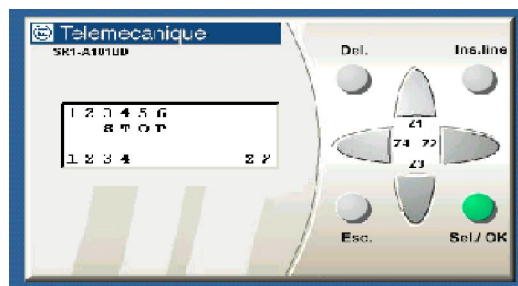 Telemecanique
SR1-A101BD
Del.
Ins.line
1 2 3 4 5 6
STOP
1 2 3 4
Z1
Z4 Z2
Z3
Esc.
Sel./ OK